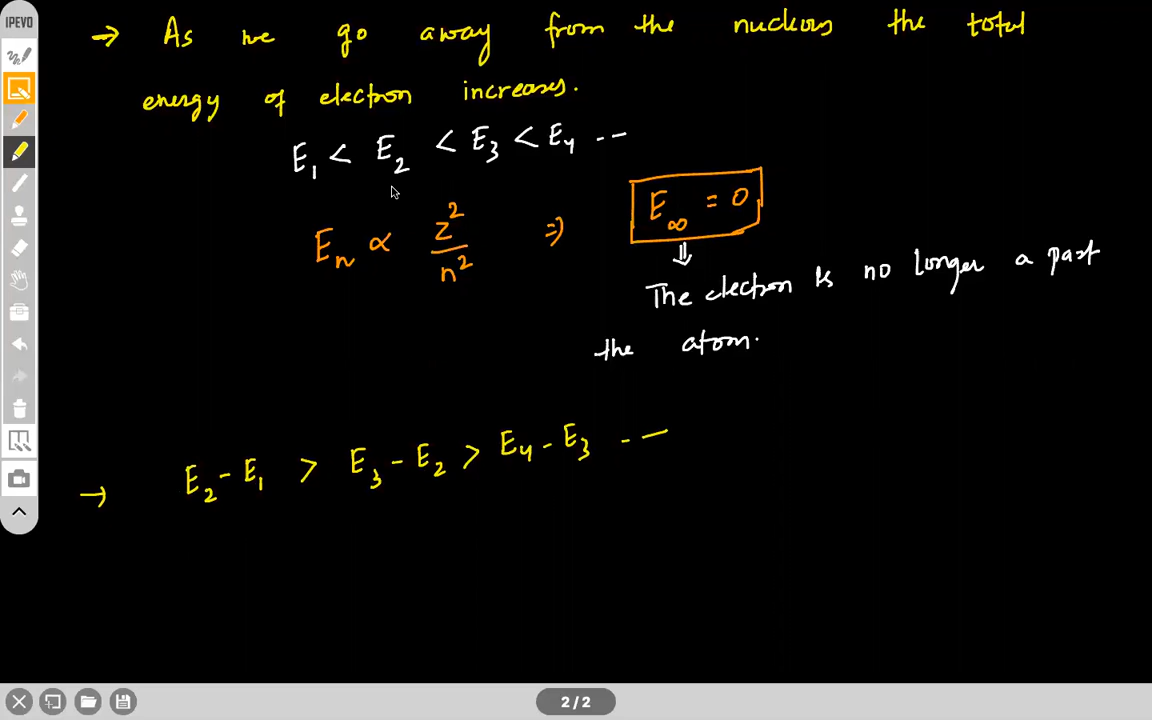 IPEVO
→ As we go away from the nucleus the total
energy of electron increases.
E₁ < E₂ < E₃ < E₄ --
Eₙ ∝ z²/n² ⇒ E∞ = 0
⇓
The electron is no longer a part
the atom.
→ E₂ - E₁ > E₃ - E₂ > E₄ - E₃ --
2/2